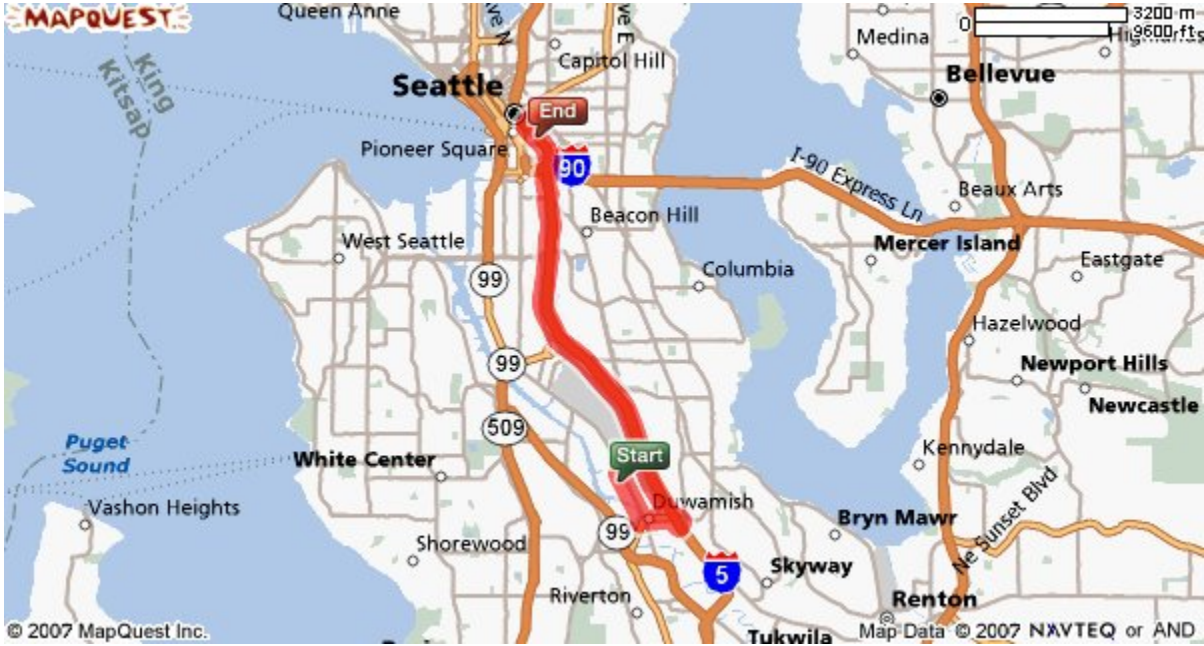 MAPQUEST
Queen Anne
ve N
ve E
0
3200 m
9600ft
Medina
Capitol Hill
Bellevue
Seattle
End
King
Kitsap
Pioneer Square
90
I-90 Express Ln
Beaux Arts
Beacon Hill
West Seattle
Mercer Island
Eastgate
Columbia
99
Hazelwood
99
Newport Hills
Newcastle
509
Puget
Sound
Start
White Center
Kennydale
Vashon Heights
Duwamish
Bryn Mawr
Ne Sunset Blvd
99
Shorewood
5
Skyway
Riverton
Renton
Tukwila
© 2007 MapQuest Inc.
Map Data © 2007 NAVTEQ or AND